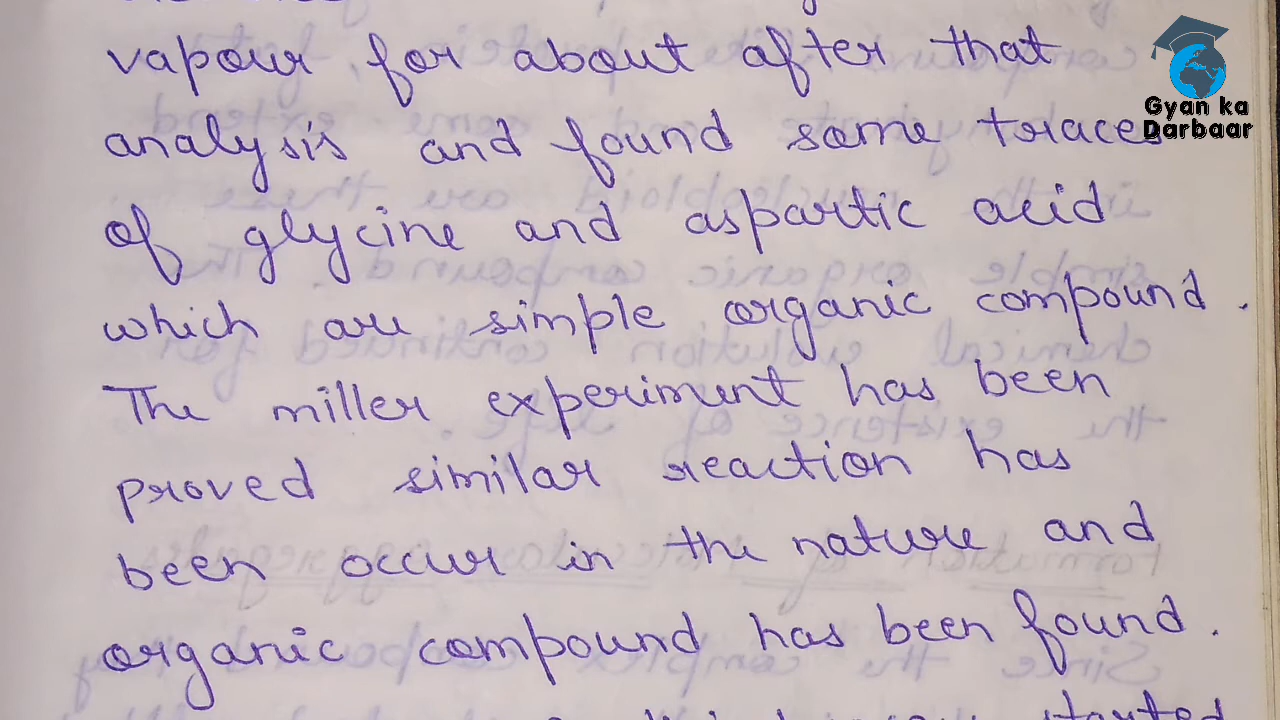 vapour for about after that
analysis and found some traces
of glycine and aspartic acid
which are simple organic compound.
The miller experiment has been
proved similar reaction has
been occur in the nature and
organic compound has been found.
started
Gyan ka
Darbaar